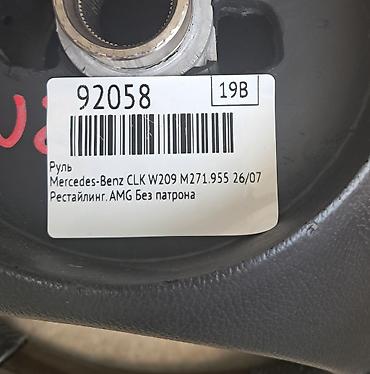 92058
19B
Руль
Mercedes-Benz CLK W209 M271.955 26/07
Рестайлинг. AMG Без патрона